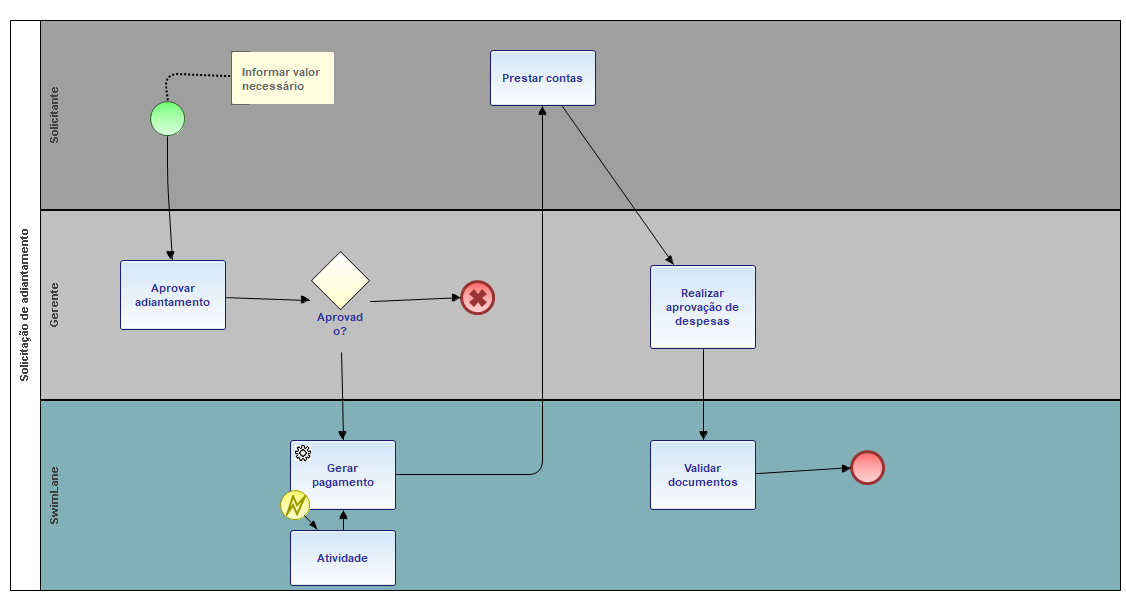 Solicitação de adiantamento
Solicitante
Informar valor
necessário
Prestar contas
Gerente
Aprovar
adiantamento
Aprovad
o?
Realizar
aprovação de
despesas
SwimLane
Gerar
pagamento
Atividade
Validar
documentos